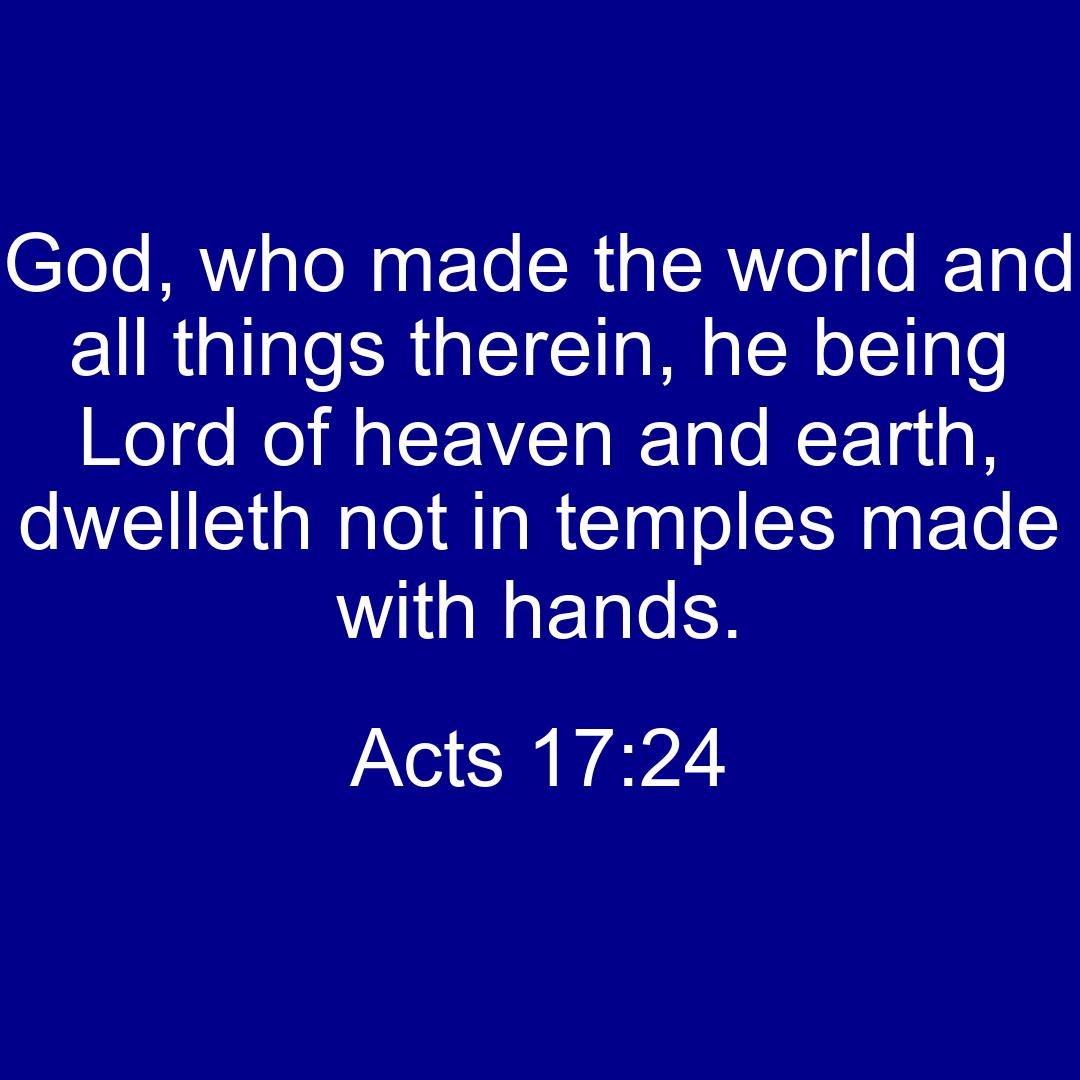 God, who made the world and
all things therein, he being
Lord of heaven and earth,
dwelleth not in temples made
with hands.
Acts 17:24